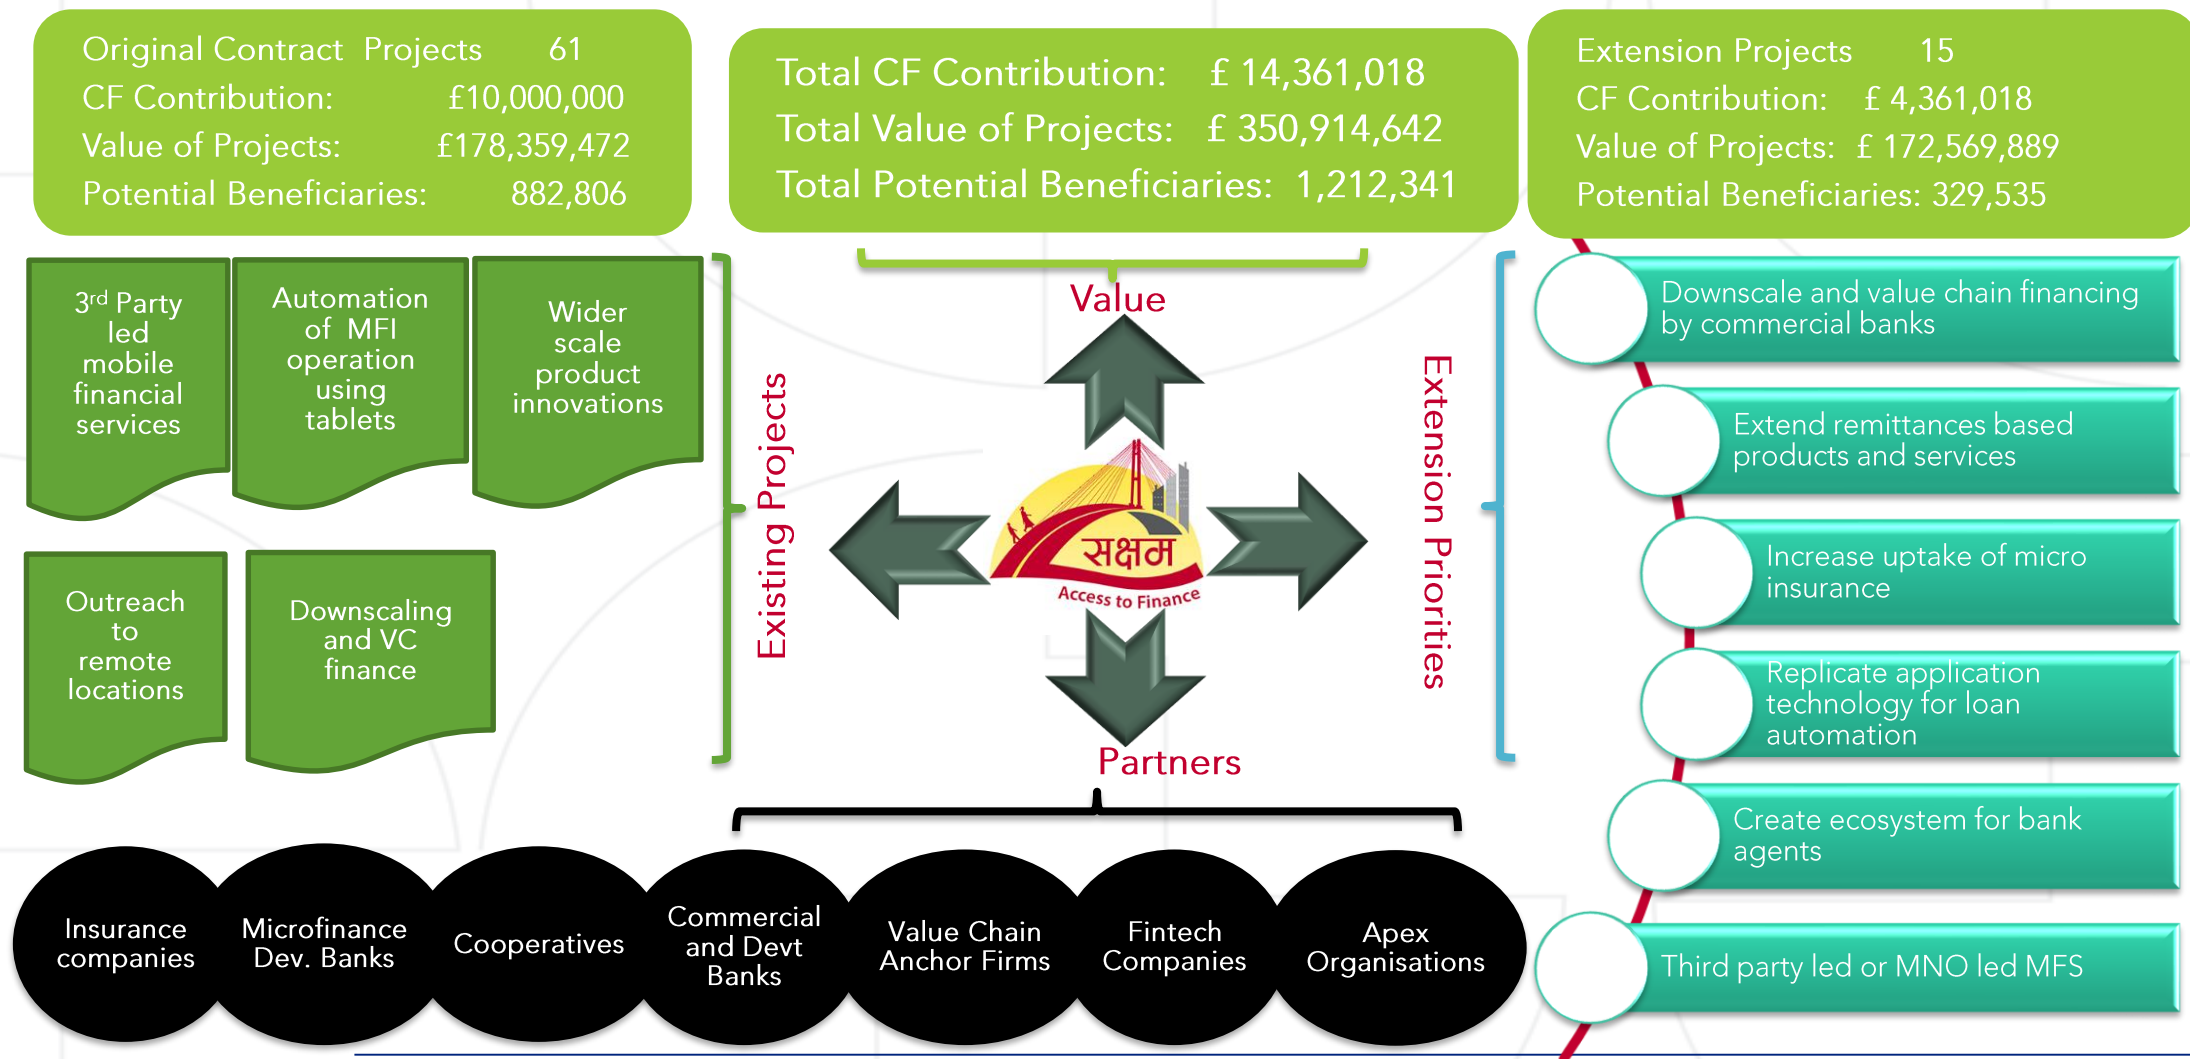 Original Contract Projects 61
CF Contribution: £10,000,000
Value of Projects: £178,359,472
Potential Beneficiaries: 882,806
Total CF Contribution: £ 14,361,018
Total Value of Projects: £ 350,914,642
Total Potential Beneficiaries: 1,212,341
Extension Projects 15
CF Contribution: £ 4,361,018
Value of Projects: £ 172,569,889
Potential Beneficiaries: 329,535
3rd Party
led
mobile
financial
services
Automation
of MFI
operation
using
tablets
Wider
scale
product
innovations
Outreach
to
remote
locations
Downscaling
and VC
finance
Existing Projects
Value
सक्षम
Access to Finance
Partners
Extension Priorities
Downscale and value chain financing
by commercial banks
Extend remittances based
products and services
Increase uptake of micro
insurance
Replicate application
technology for loan
automation
Create ecosystem for bank
agents
Third party led or MNO led MFS
Insurance
companies
Microfinance
Dev. Banks
Cooperatives
Commercial
and Devt
Banks
Value Chain
Anchor Firms
Fintech
Companies
Apex
Organisations